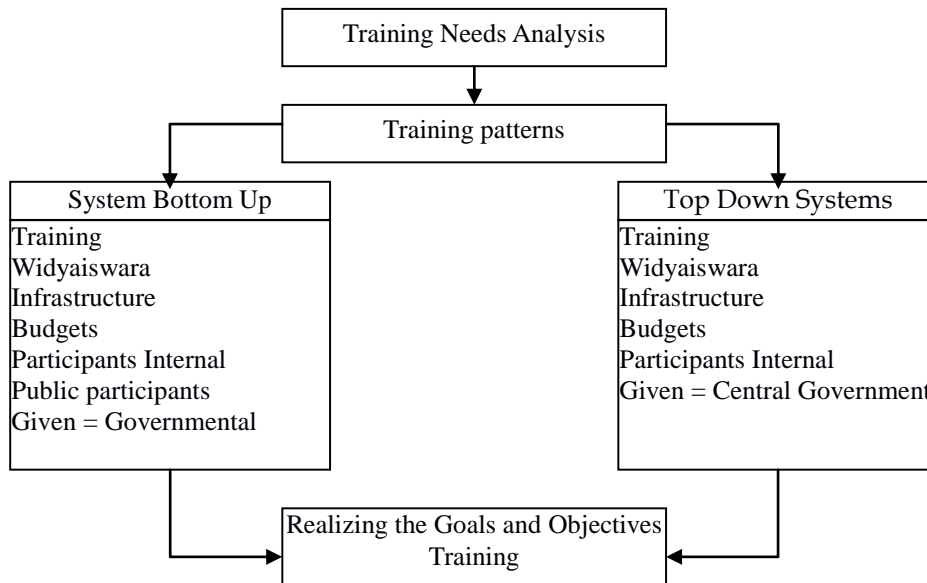 Training Needs Analysis
Training patterns
System Bottom Up
Training
Widyaiswara
Infrastructure
Budgets
Participants Internal
Public participants
Given = Governmental
Top Down Systems
Training
Widyaiswara
Infrastructure
Budgets
Participants Internal
Given = Central Government
Realizing the Goals and Objectives
Training